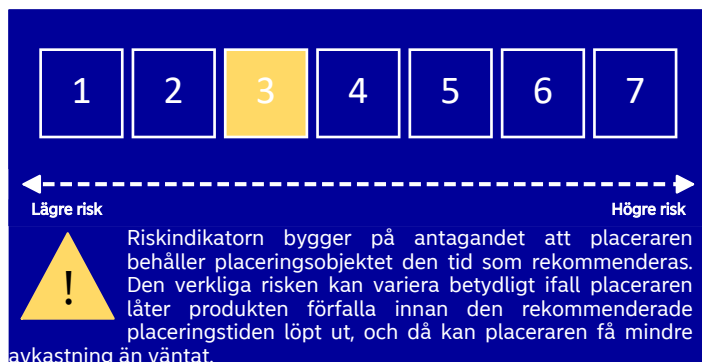 1 2 3 4 5 6 7
Lägre risk Högre risk
Riskindikatorn bygger på antagandet att placeraren
behåller placeringsobjektet den tid som rekommenderas.
! Den verkliga risken kan variera betydligt ifall placeraren
låter produkten förfalla innan den rekommenderade
placeringstiden löpt ut, och då kan placeraren få mindre
avkastning än väntat.